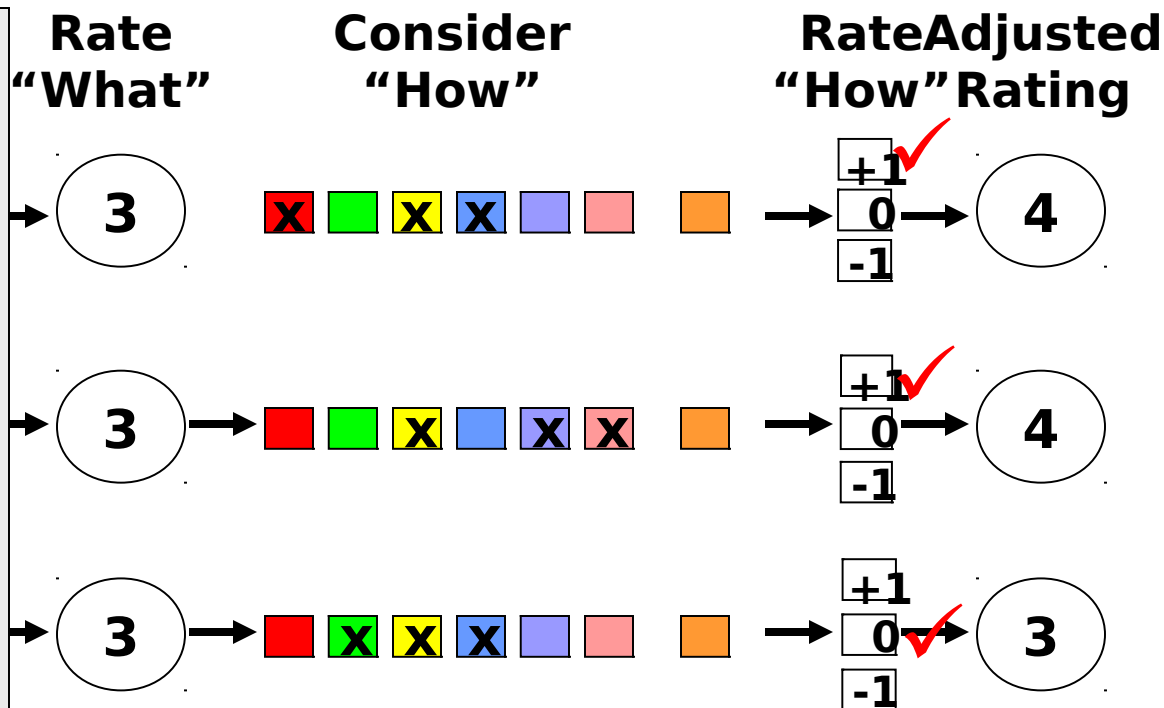 Rate Consider Rate Adjusted
“What” “How” “How” Rating
+1
3 x x x 0 4
-1
+1
3 x x x 0 4
-1
+1
3 x x x 0 3
-1